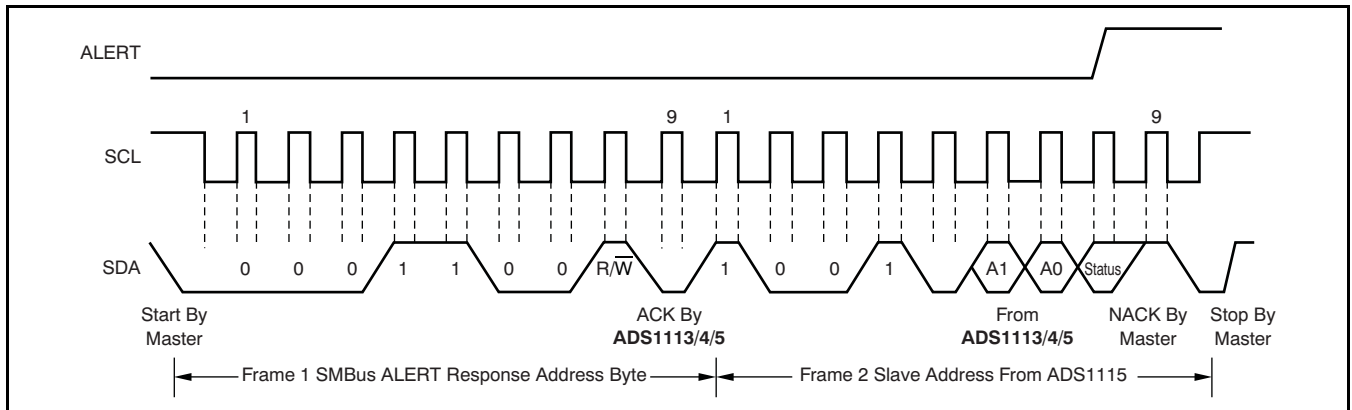 ALERT
1 9 1 9
SCL
SDA 0 0 0 1 1 0 0 R/W̅ 1 0 0 1 A1 A0 Status
Start By Master
ACK By ADS1113/4/5
From ADS1113/4/5
NACK By Master
Stop By Master
Frame 1 SMBus ALERT Response Address Byte
Frame 2 Slave Address From ADS1115